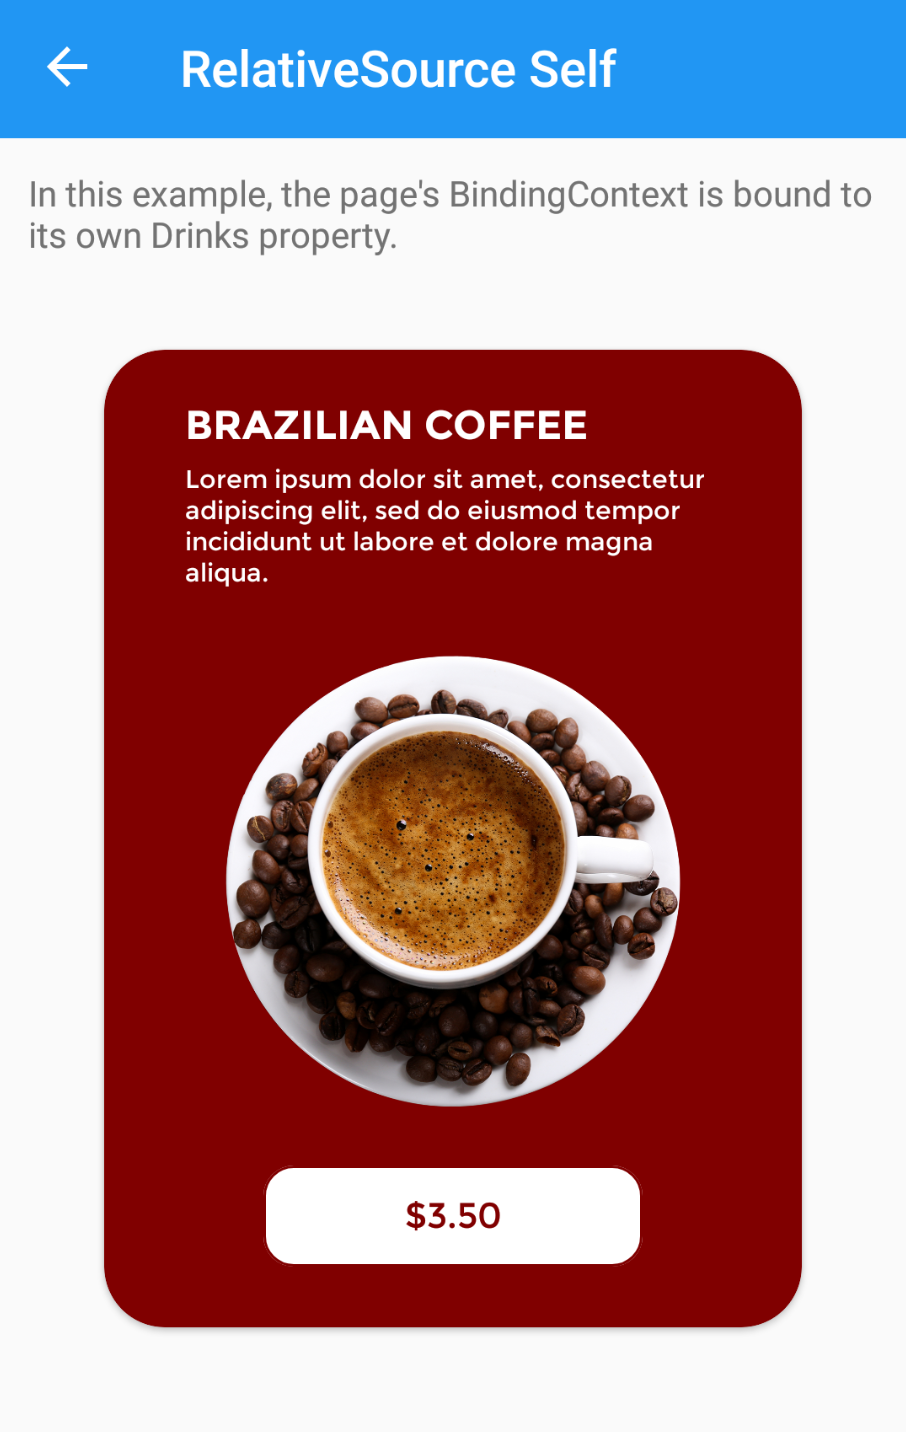 RelativeSource Self
In this example, the page's BindingContext is bound to
its own Drinks property.
BRAZILIAN COFFEE
Lorem ipsum dolor sit amet, consectetur
adipiscing elit, sed do eiusmod tempor
incididunt ut labore et dolore magna
aliqua.
$3.50